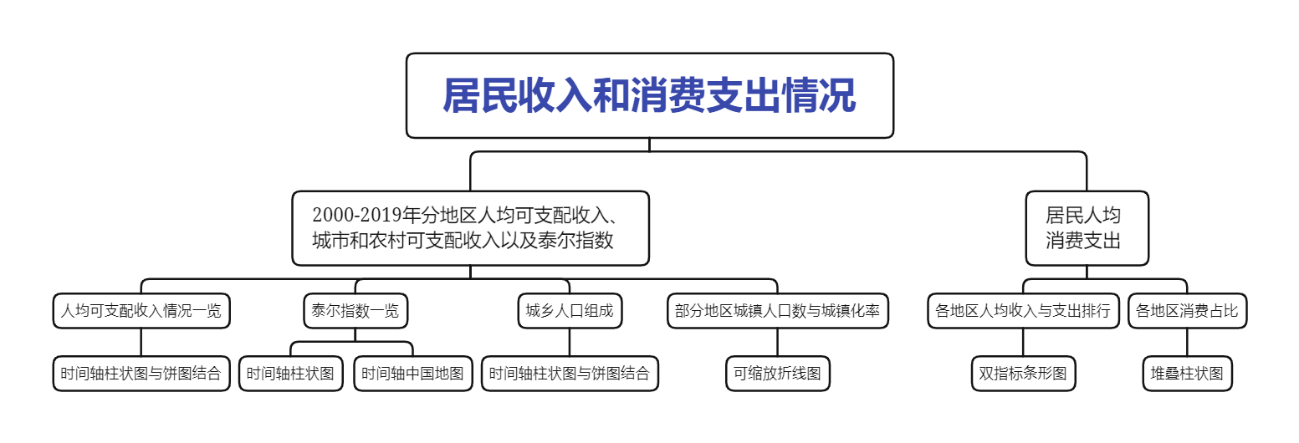 居民收入和消费支出情况
2000-2019年分地区人均可支配收入、
城市和农村可支配收入以及泰尔指数
居民人均
消费支出
人均可支配收入情况一览
泰尔指数一览
城乡人口组成
部分地区城镇人口数与城镇化率
各地区人均收入与支出排行
各地区消费占比
时间轴柱状图与饼图结合
时间轴柱状图
时间轴中国地图
时间轴柱状图与饼图结合
可缩放折线图
双指标条形图
堆叠柱状图